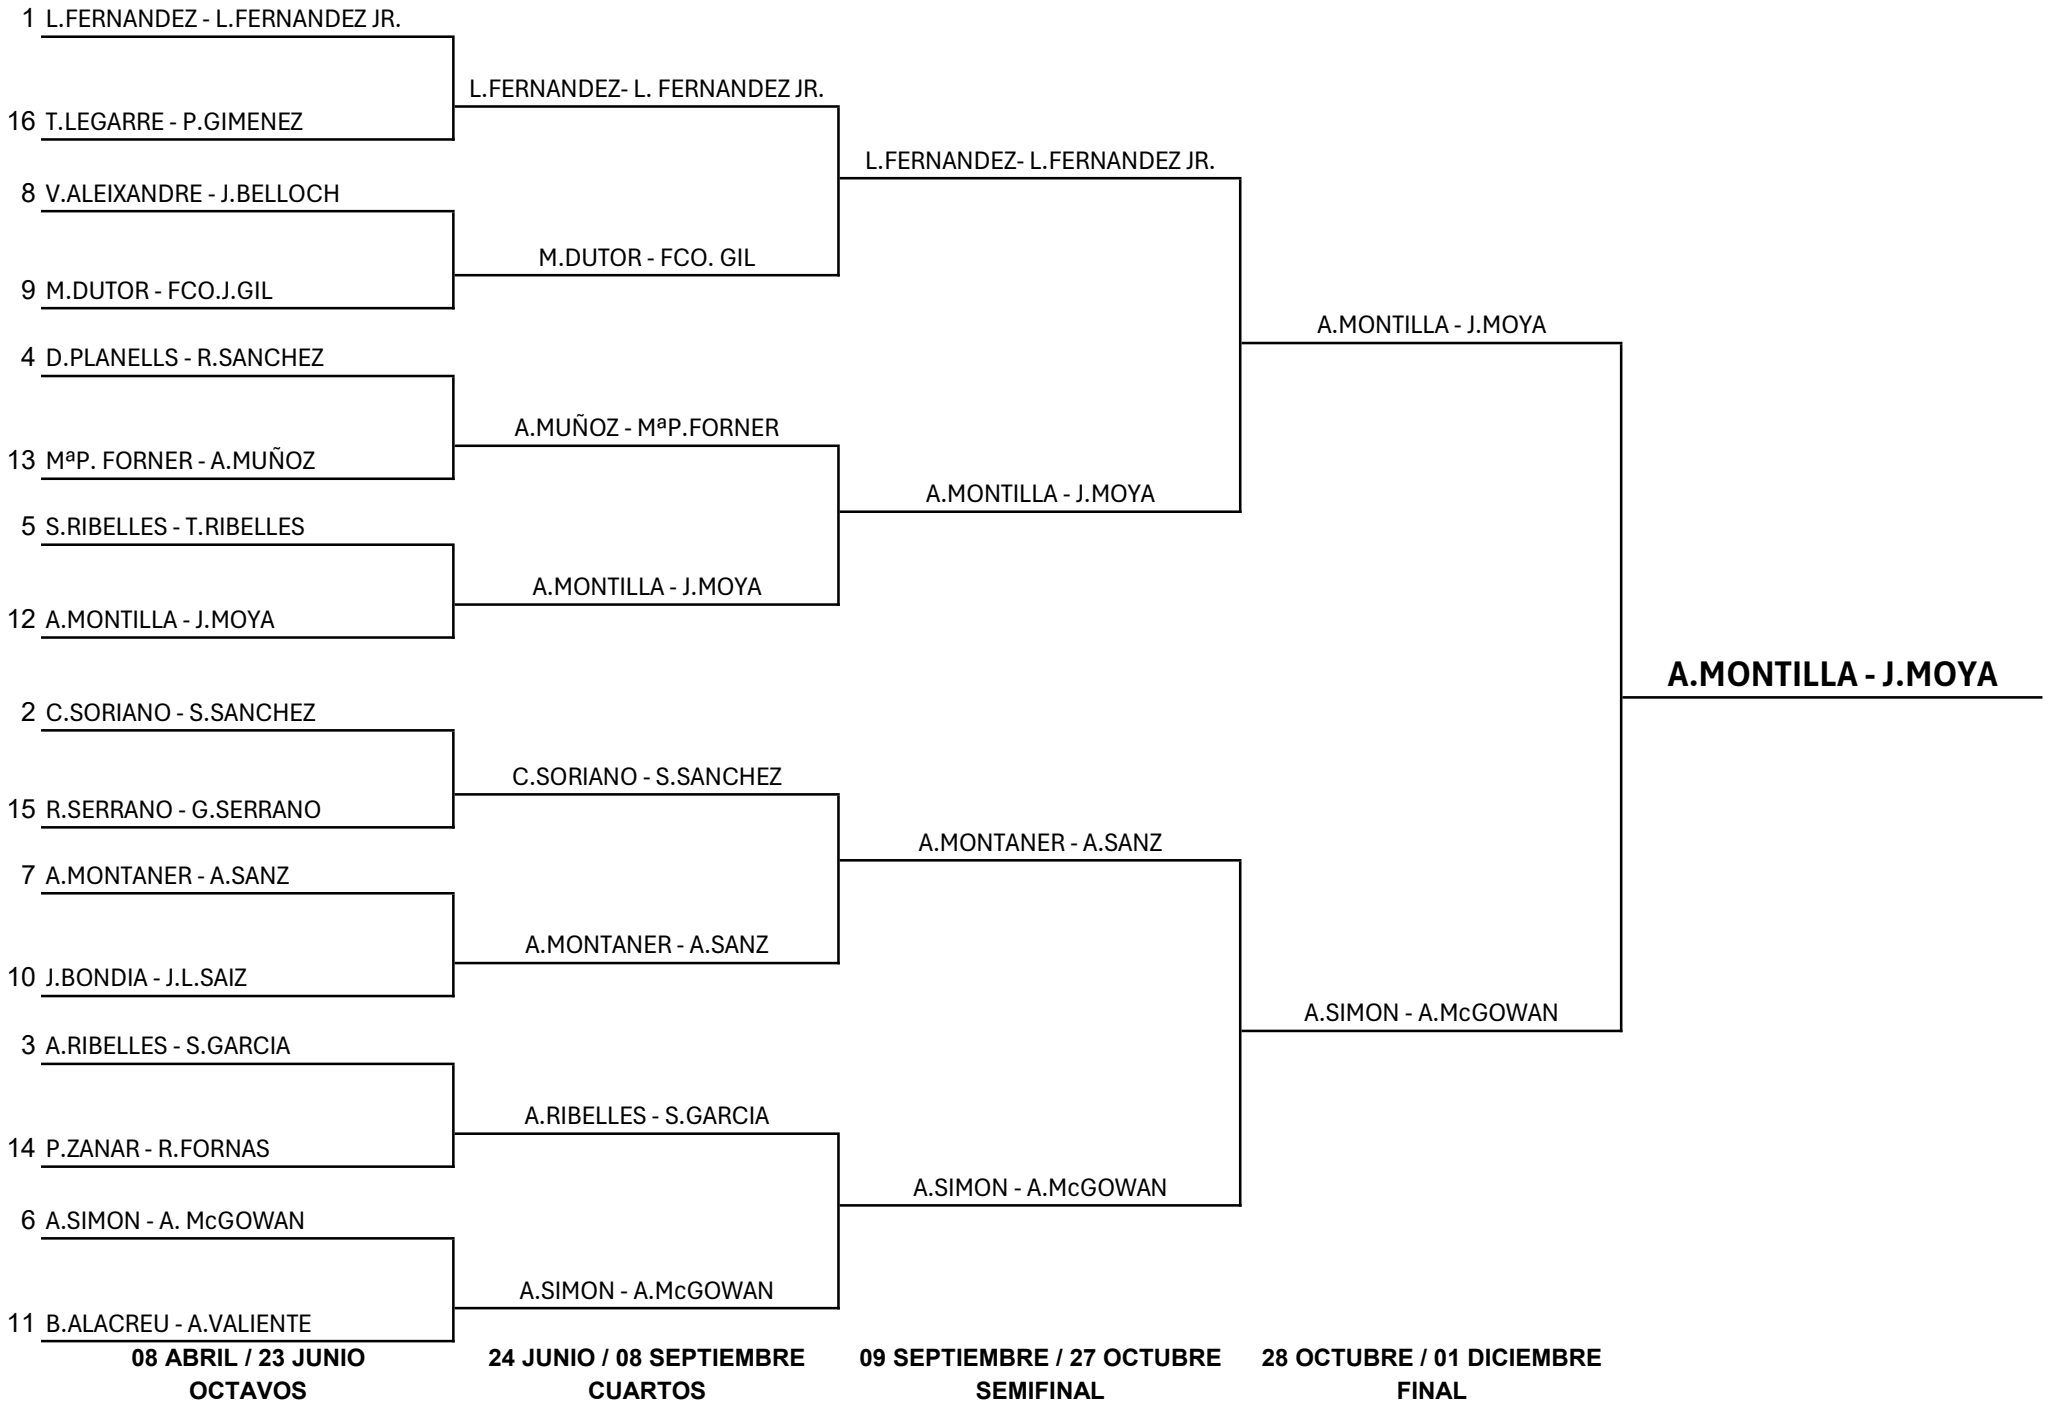 1 L.FERNANDEZ - L.FERNANDEZ JR.
L.FERNANDEZ- L. FERNANDEZ JR.
16 T.LEGARRE - P.GIMENEZ
L.FERNANDEZ- L.FERNANDEZ JR.
8 V.ALEIXANDRE - J.BELLOCH
M.DUTOR - FCO. GIL
9 M.DUTOR - FCO.J.GIL
A.MONTILLA - J.MOYA
4 D.PLANELLS - R.SANCHEZ
A.MUÑOZ - MªP.FORNER
13 MªP. FORNER - A.MUÑOZ
A.MONTILLA - J.MOYA
5 S.RIBELLES - T.RIBELLES
A.MONTILLA - J.MOYA
12 A.MONTILLA - J.MOYA
A.MONTILLA - J.MOYA
2 C.SORIANO - S.SANCHEZ
C.SORIANO - S.SANCHEZ
15 R.SERRANO - G.SERRANO
A.MONTANER - A.SANZ
7 A.MONTANER - A.SANZ
A.MONTANER - A.SANZ
10 J.BONDIA - J.L.SAIZ
A.SIMON - A.McGOWAN
3 A.RIBELLES - S.GARCIA
A.RIBELLES - S.GARCIA
14 P.ZANAR - R.FORNAS
A.SIMON - A.McGOWAN
6 A.SIMON - A. McGOWAN
A.SIMON - A.McGOWAN
11 B.ALACREU - A.VALIENTE
08 ABRIL / 23 JUNIO
24 JUNIO / 08 SEPTIEMBRE
09 SEPTIEMBRE / 27 OCTUBRE
28 OCTUBRE / 01 DICIEMBRE
OCTAVOS
CUARTOS
SEMIFINAL
FINAL